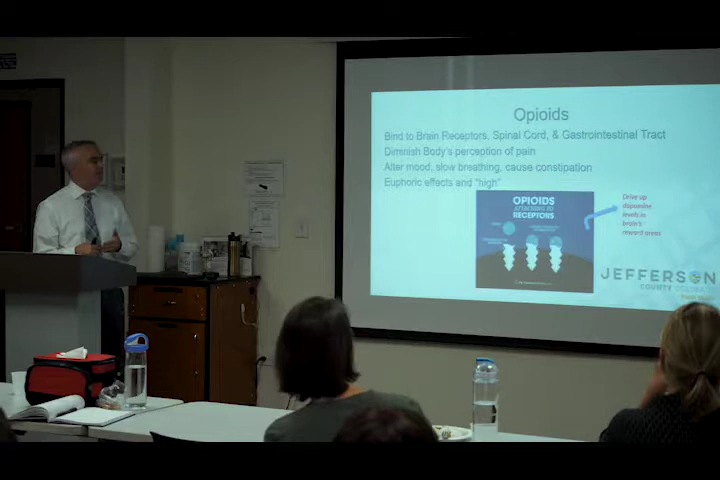 Opioids
Bind to Brain Receptors, Spinal Cord, & Gastrointestinal Tract
Diminish Body's perception of pain
Alter mood, slow breathing, cause constipation
Euphoric effects and "high"
OPIOIDS
ATTACHING TO
RECEPTORS
Drive up
dopamine
levels in
brain's
reward areas
JEFFERSON
COUNTY COLORADO